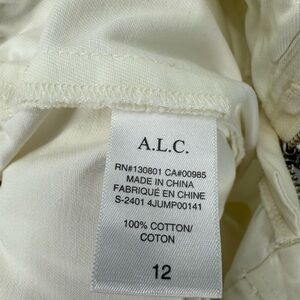 A.L.C.
RN#130801 CA#00985
MADE IN CHINA
FABRIQUÉ EN CHINE
S-2401 4JUMP00141
100% COTTON/
COTON
12